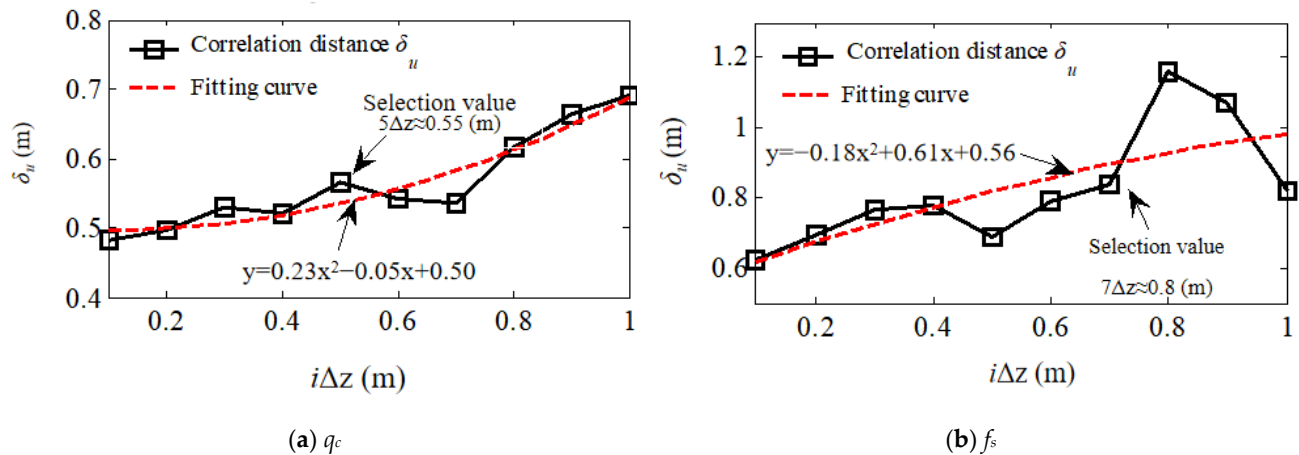 0.8
0.7
0.6
0.5
0.4
δu (m)
Correlation distance δu
Fitting curve
Selection value
5Δz≈0.55 (m)
y=0.23x²−0.05x+0.50
0.2
0.4
0.6
0.8
1
iΔz (m)
(a) qc
1.2
1
0.8
0.6
δu (m)
Correlation distance δu
Fitting curve
y=−0.18x²+0.61x+0.56
Selection value
7Δz≈0.8 (m)
0.2
0.4
0.6
0.8
1
iΔz (m)
(b) fs